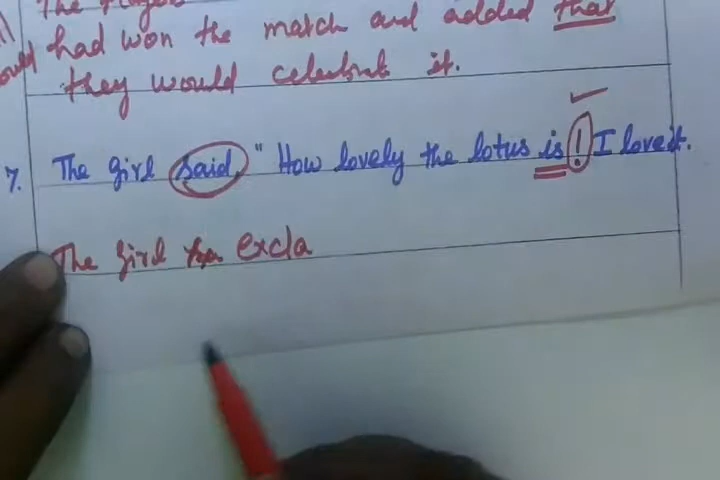 The
had won the match and added that
they would celebrate it.
7. The girl said, "How lovely the lotus is! I love it.
The girl excla